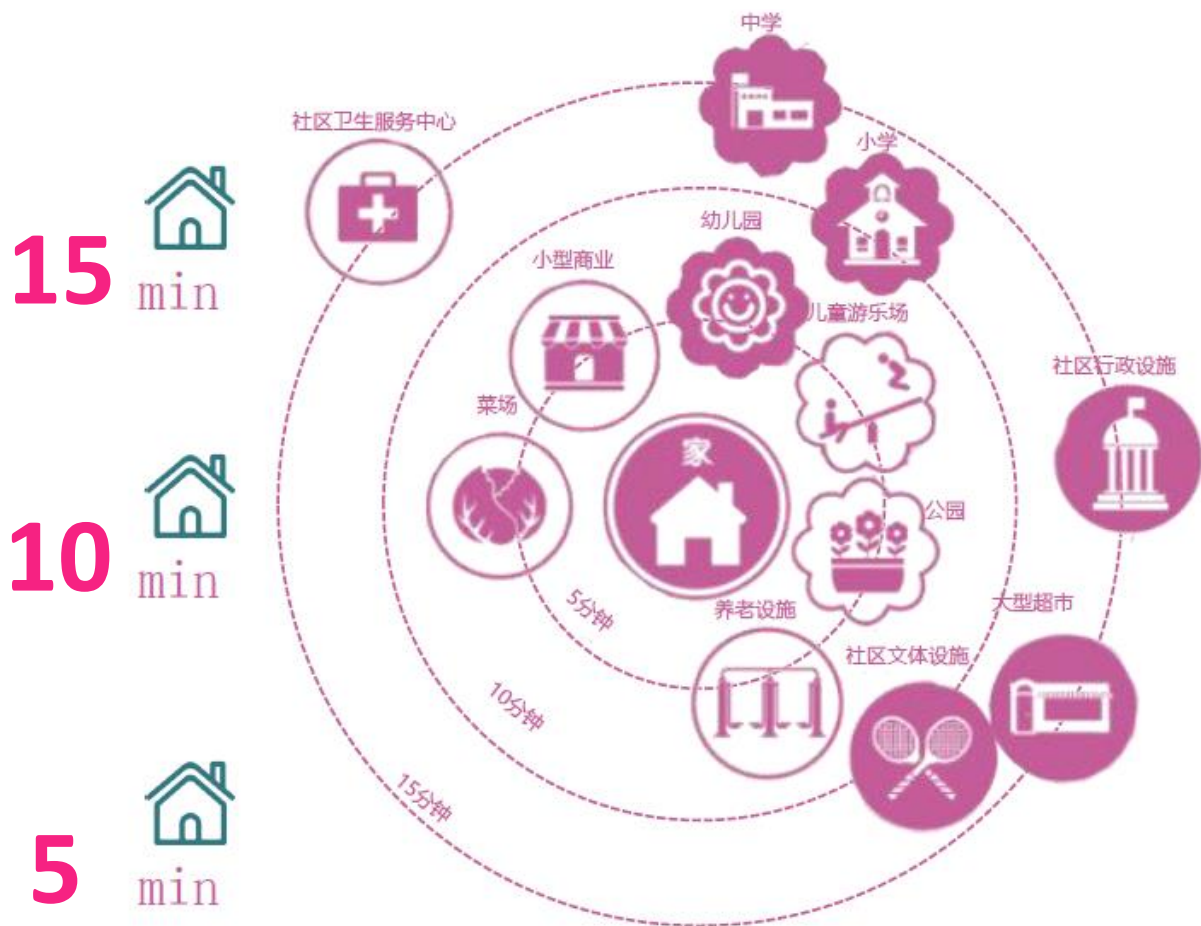 中学
社区卫生服务中心
小学
15
min
幼儿园
小型商业
儿童游乐场
社区行政设施
菜场
家
10
min
公园
5分钟
养老设施
大型超市
社区文体设施
10分钟
15分钟
5
min